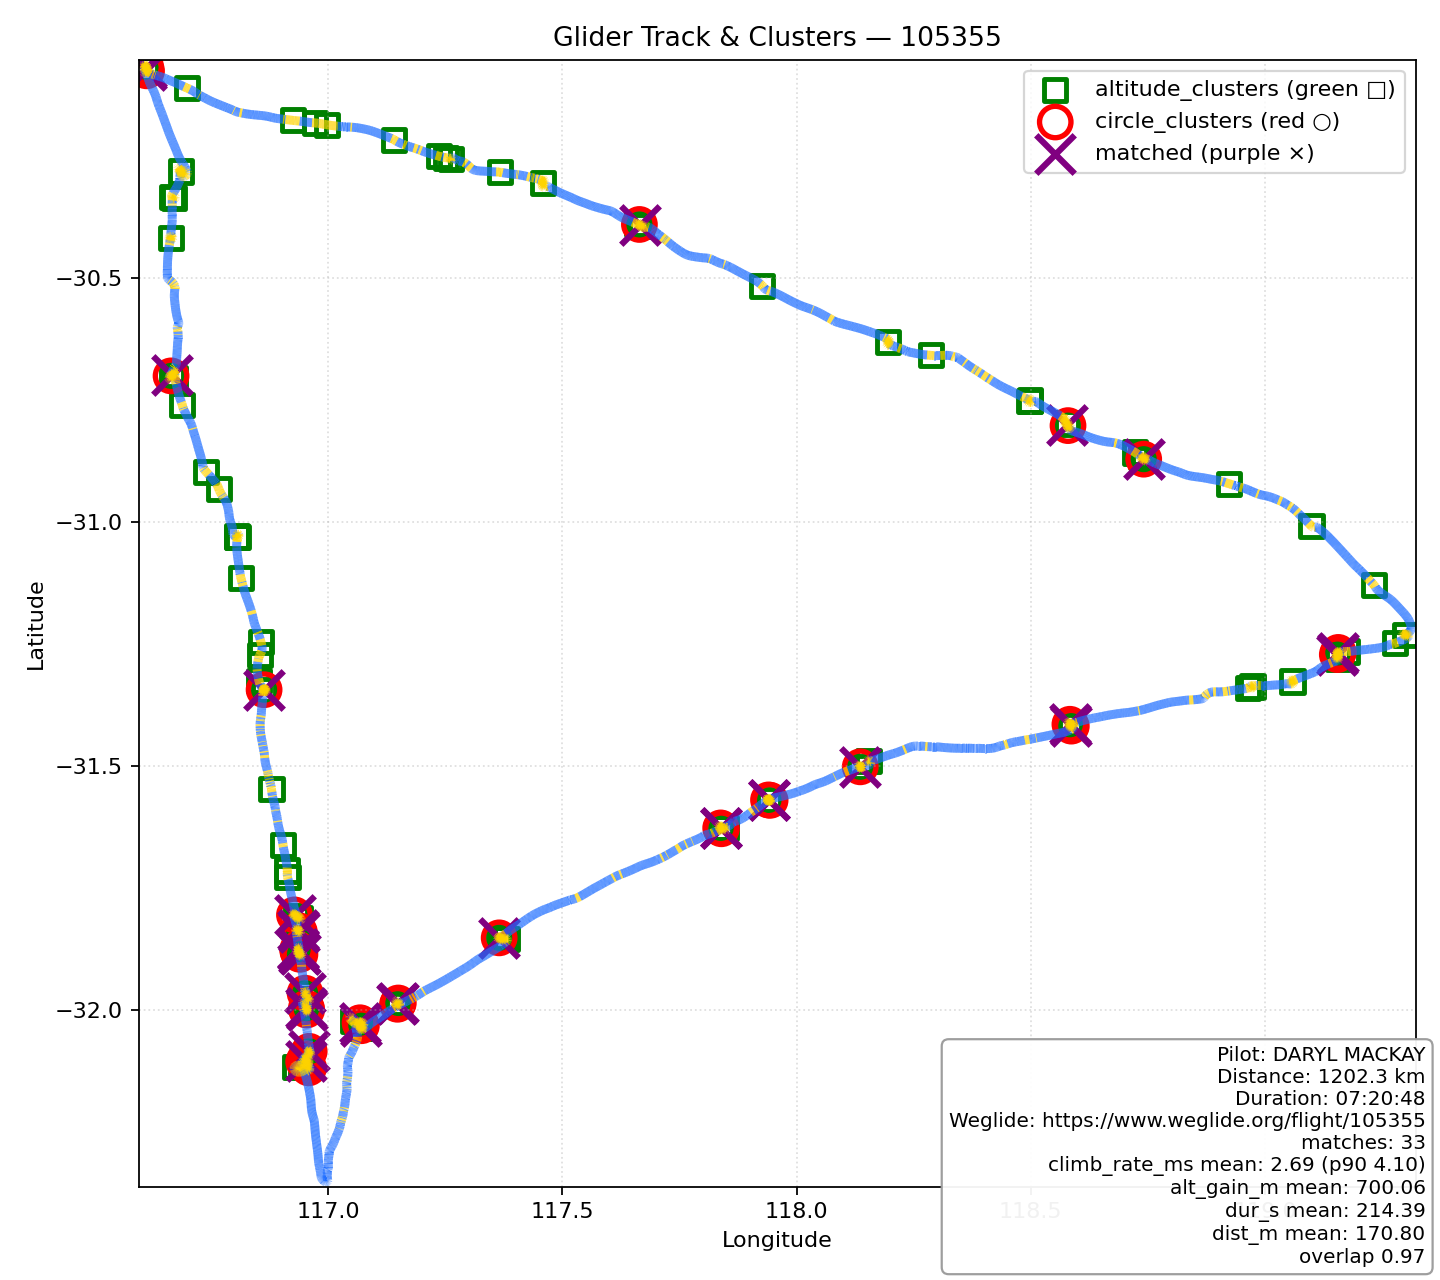 Glider Track & Clusters — 105355
altitude_clusters (green □)
circle_clusters (red ○)
matched (purple ×)
Latitude
−30.5
−31.0
−31.5
−32.0
117.0
117.5
118.0
118.5
Longitude
Pilot: DARYL MACKAY
Distance: 1202.3 km
Duration: 07:20:48
Weglide: https://www.weglide.org/flight/105355
matches: 33
climb_rate_ms mean: 2.69 (p90 4.10)
alt_gain_m mean: 700.06
dur_s mean: 214.39
dist_m mean: 170.80
overlap 0.97